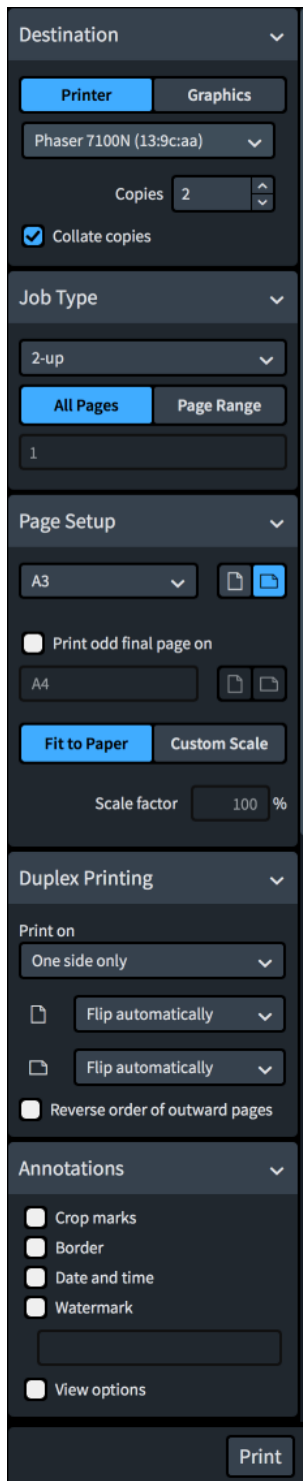 Destination
Printer Graphics
Phaser 7100N (13:9c:aa)
Copies 2
Collate copies
Job Type
2-up
All Pages Page Range
1
Page Setup
A3
Print odd final page on
A4
Fit to Paper Custom Scale
Scale factor 100 %
Duplex Printing
Print on
One side only
Flip automatically
Flip automatically
Reverse order of outward pages
Annotations
Crop marks
Border
Date and time
Watermark
View options
Print